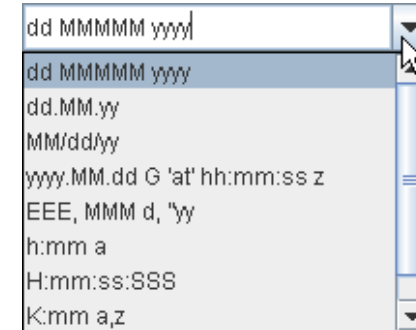 dd MMMMM yyyy
dd MMMMM yyyy
dd.MM.yy
MM/dd/yy
yyyy.MM.dd G 'at' hh:mm:ss z
EEE, MMM d, ''yy
h:mm a
H:mm:ss:SSS
K:mm a,z